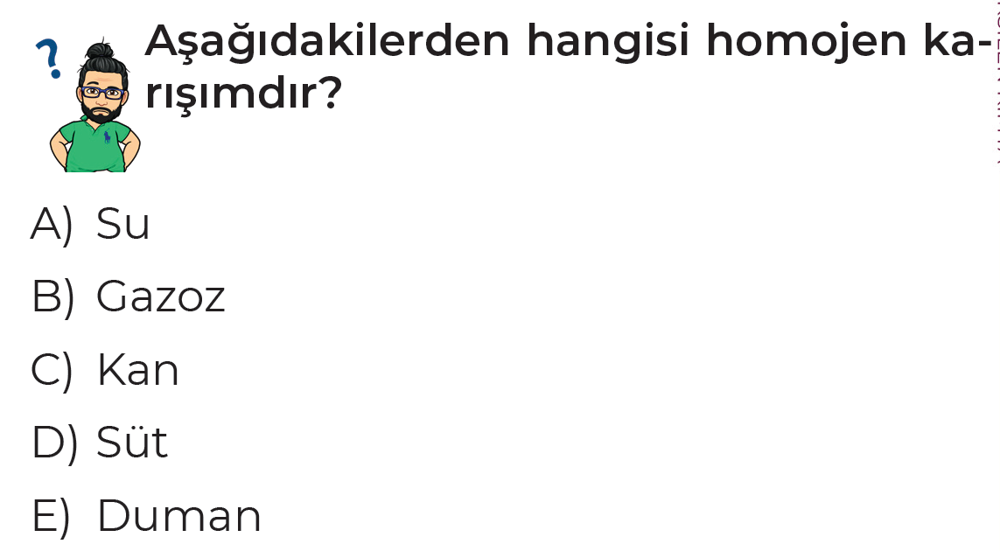 ?
Aşağıdakilerden hangisi homojen ka-
rışımdır?
A) Su
B) Gazoz
C) Kan
D) Süt
E) Duman